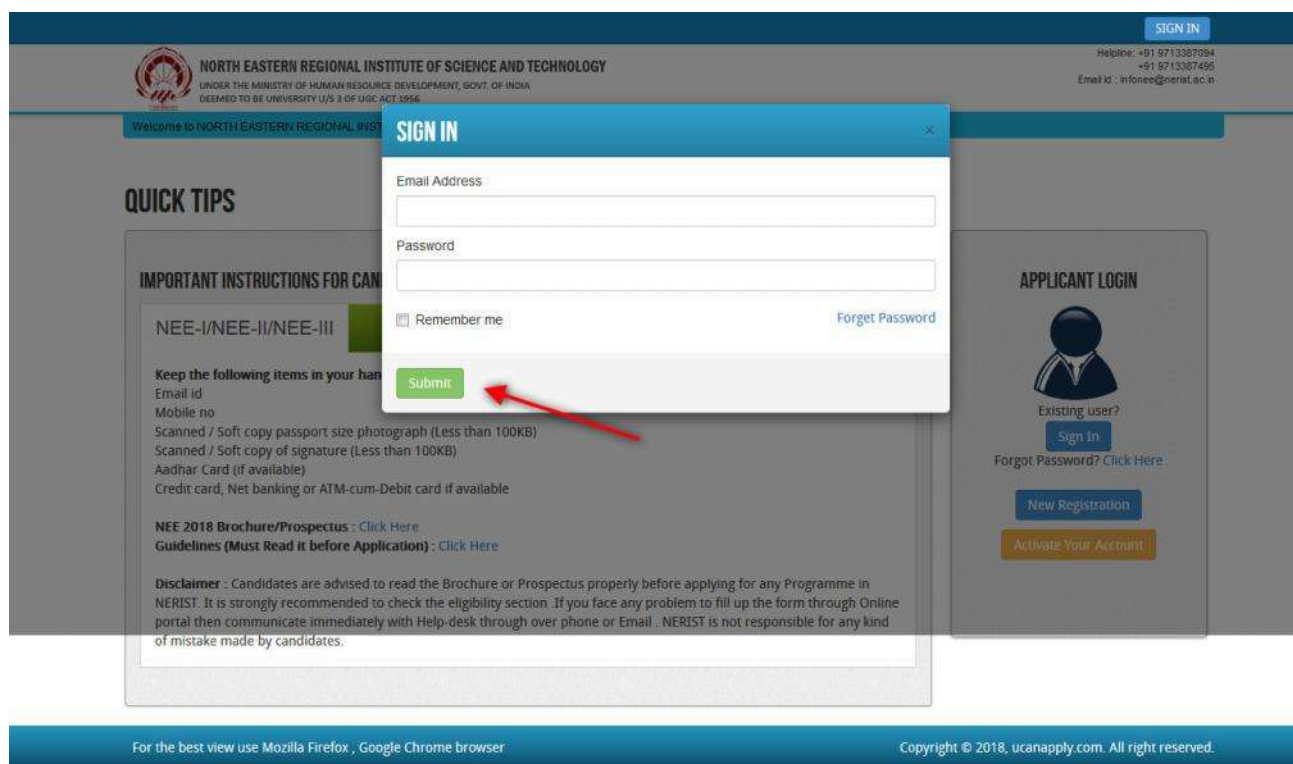 SIGN IN
NORTH EASTERN REGIONAL INSTITUTE OF SCIENCE AND TECHNOLOGY
UNDER THE MINISTRY OF HUMAN RESOURCE DEVELOPMENT, GOVT. OF INDIA
DEEMED TO BE UNIVERSITY U/S 3 OF UGC ACT 1956
Helpline: +91 9713387094
+91 9713387495
Email id : infonee@nerist.ac.in
Welcome to NORTH EASTERN REGIONAL INST
SIGN IN
×
Email Address
Password
Remember me
Forget Password
Submit
QUICK TIPS
IMPORTANT INSTRUCTIONS FOR CAN
NEE-I/NEE-II/NEE-III
Keep the following items in your han
Email id
Mobile no
Scanned / Soft copy passport size photograph (Less than 100KB)
Scanned / Soft copy of signature (Less than 100KB)
Aadhar Card (if available)
Credit card, Net banking or ATM-cum-Debit card if available
NEE 2018 Brochure/Prospectus : Click Here
Guidelines (Must Read it before Application) : Click Here
Disclaimer : Candidates are advised to read the Brochure or Prospectus properly before applying for any Programme in
NERIST. It is strongly recommended to check the eligibility section .If you face any problem to fill up the form through Online
portal then communicate immediately with Help-desk through over phone or Email . NERIST is not responsible for any kind
of mistake made by candidates.
APPLICANT LOGIN
Existing user?
Sign In
Forgot Password? Click Here
New Registration
Activate Your Account
For the best view use Mozilla Firefox , Google Chrome browser
Copyright © 2018, ucanapply.com. All right reserved.